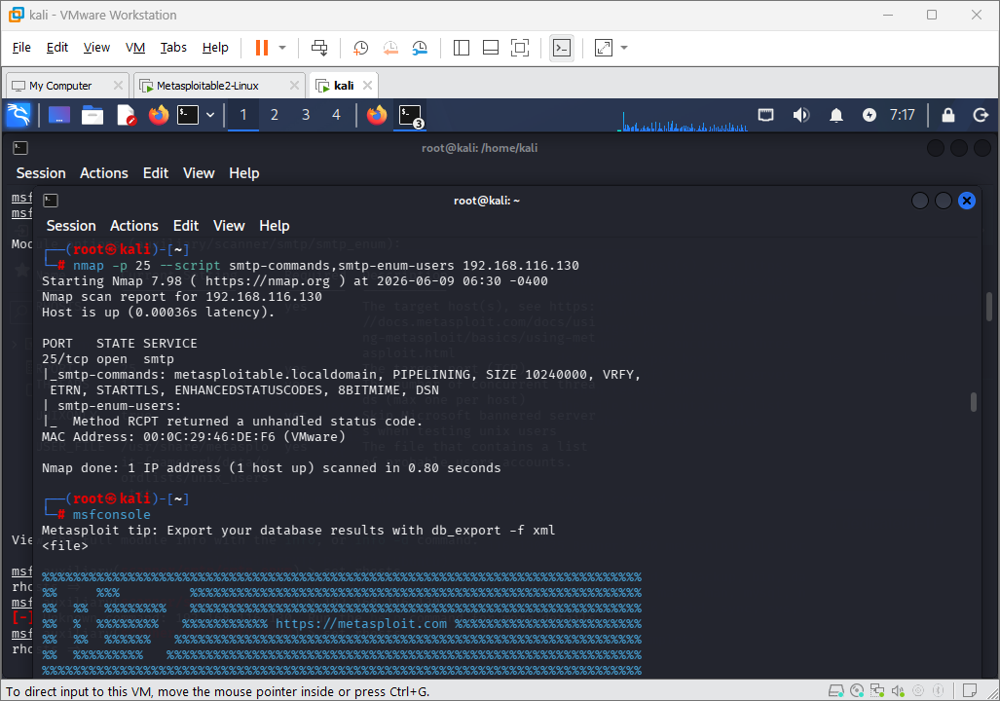 kali - VMware Workstation
File Edit View VM Tabs Help
My Computer Metasploitable2-Linux kali
1 2 3 4 3 7:17
root@kali: /home/kali
Session Actions Edit View Help
msf
msf
root@kali: ~
Session Actions Edit View Help
┌──(root㉿kali)-[~]
└─# nmap -p 25 --script smtp-commands,smtp-enum-users 192.168.116.130
Starting Nmap 7.98 ( https://nmap.org ) at 2026-06-09 06:30 -0400
Nmap scan report for 192.168.116.130
Host is up (0.00036s latency).
PORT   STATE SERVICE
25/tcp open  smtp
|_smtp-commands: metasploitable.localdomain, PIPELINING, SIZE 10240000, VRFY,
ETRN, STARTTLS, ENHANCEDSTATUSCODES, 8BITMIME, DSN
| smtp-enum-users:
|_  Method RCPT returned a unhandled status code.
MAC Address: 00:0C:29:46:DE:F6 (VMware)
Nmap done: 1 IP address (1 host up) scanned in 0.80 seconds
┌──(root㉿kali)-[~]
└─# msfconsole
Metasploit tip: Export your database results with db_export -f xml
<file>
https://metasploit.com
msf
rho
msf
[-]
msf
rho
To direct input to this VM, move the mouse pointer inside or press Ctrl+G.